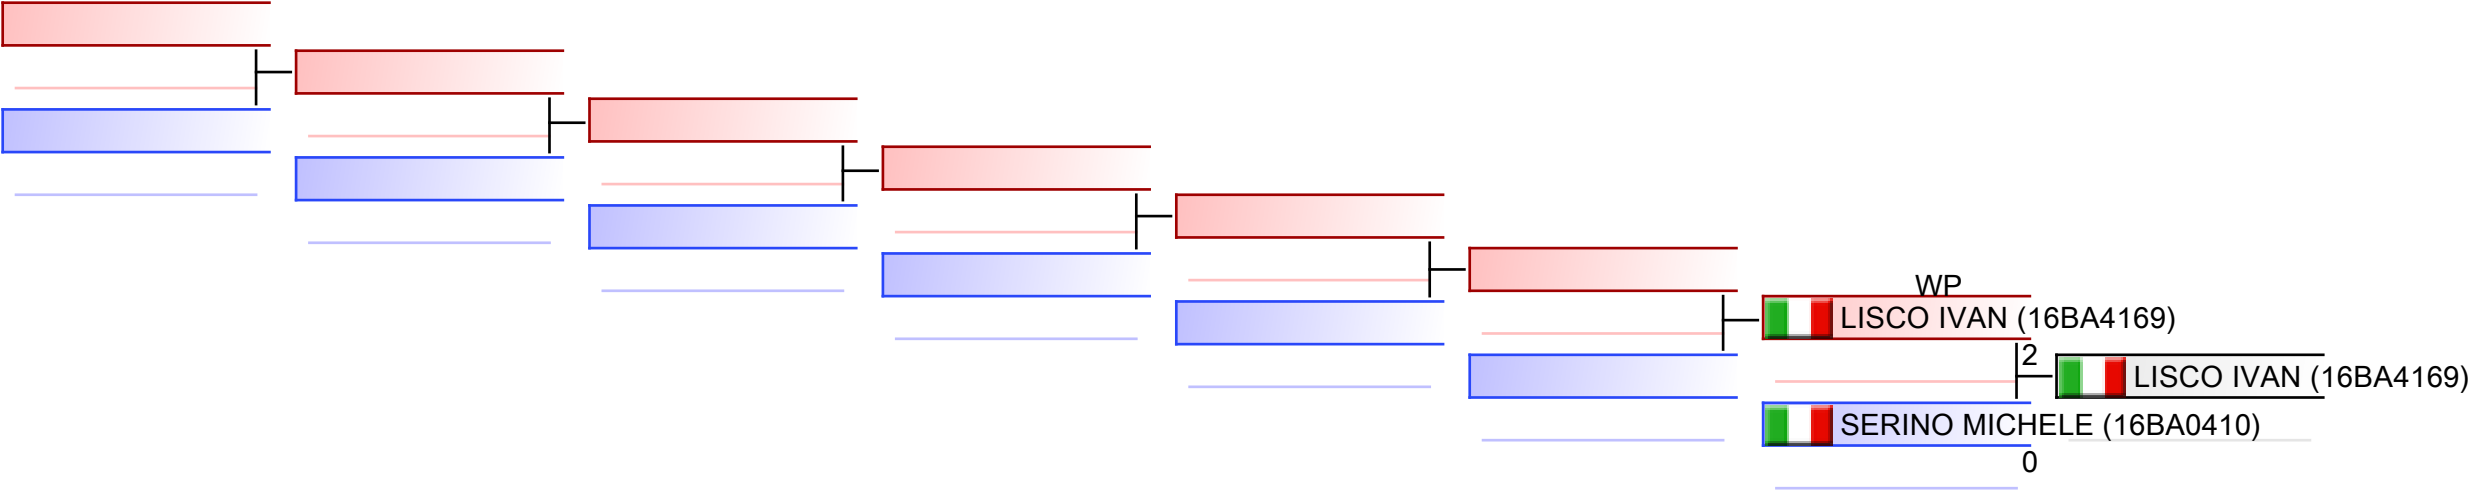 WP
LISCO IVAN (16BA4169)
2
LISCO IVAN (16BA4169)
SERINO MICHELE (16BA0410)
0